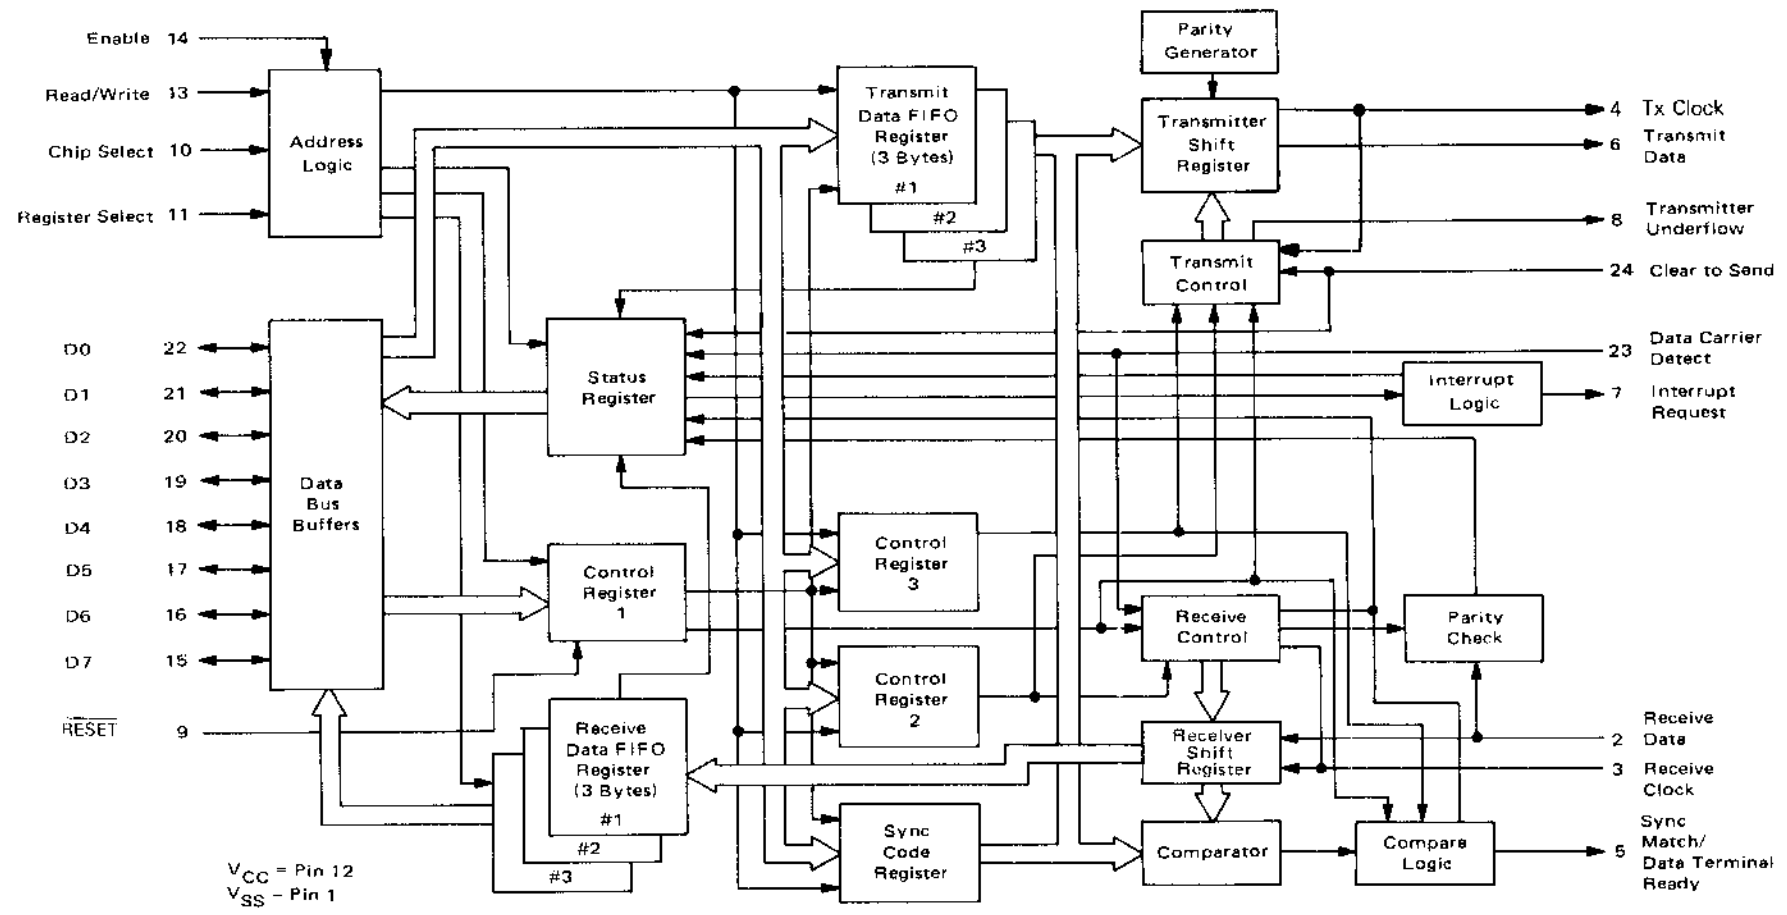 Enable 14
Read/Write 13
Chip Select 10
Register Select 11
D0 22
D1 21
D2 20
D3 19
D4 18
D5 17
D6 16
D7 15
RESET 9
VCC = Pin 12
VSS – Pin 1
Address
Logic
Data
Bus
Buffers
Status
Register
Control
Register
1
Receive
Data FIFO
Register
(3 Bytes)
#1
#2
#3
Transmit
Data FIFO
Register
(3 Bytes)
#1
#2
#3
Control
Register
3
Control
Register
2
Sync
Code
Register
Parity
Generator
Transmitter
Shift
Register
Transmit
Control
Receive
Control
Receiver
Shift
Register
Comparator
Interrupt
Logic
Parity
Check
Compare
Logic
4 Tx Clock
6 Transmit
Data
8 Transmitter
Underflow
24 Clear to Send
23 Data Carrier
Detect
7 Interrupt
Request
2 Receive
Data
3 Receive
Clock
5 Sync
Match/
Data Terminal
Ready